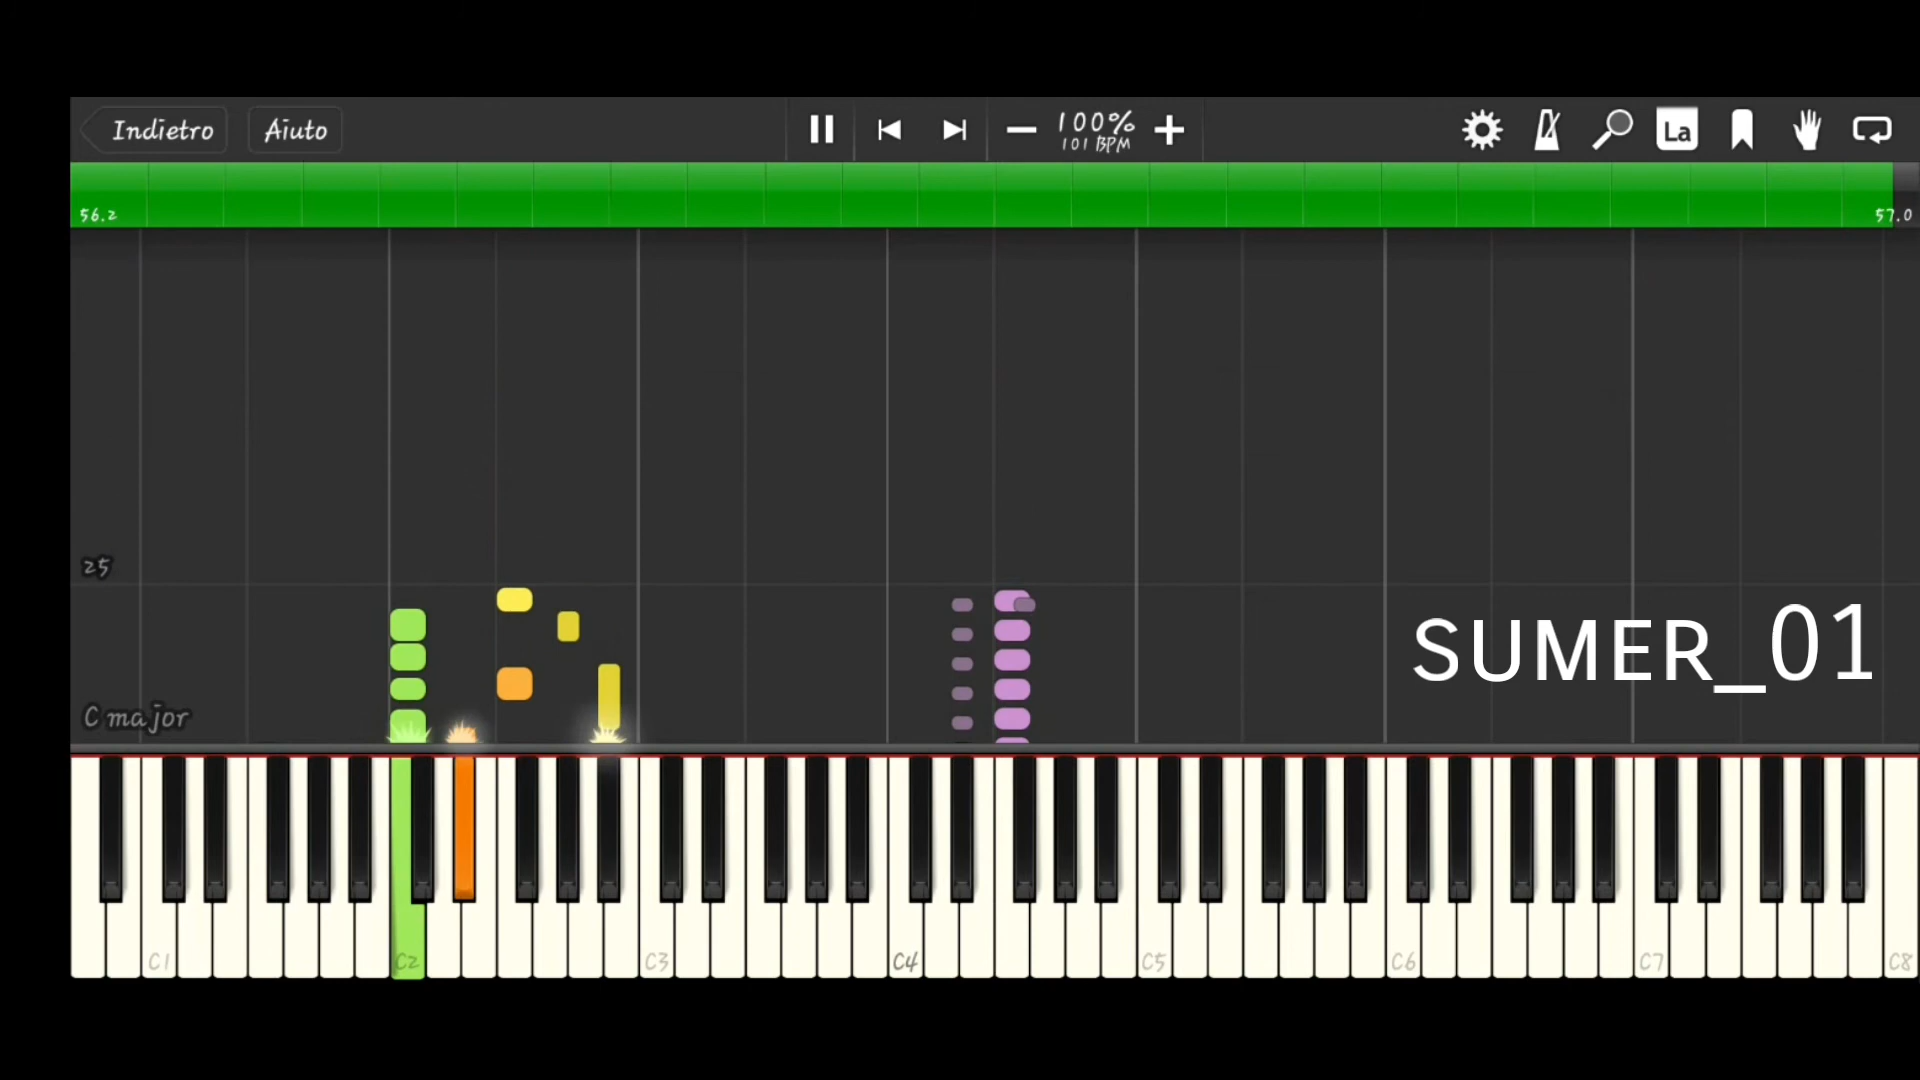 Indietro Aiuto 100% La
101 BPM
56.2 57.0
25
SUMER_01
C major
C1 C2 C3 C4 C5 C6 C7 C8